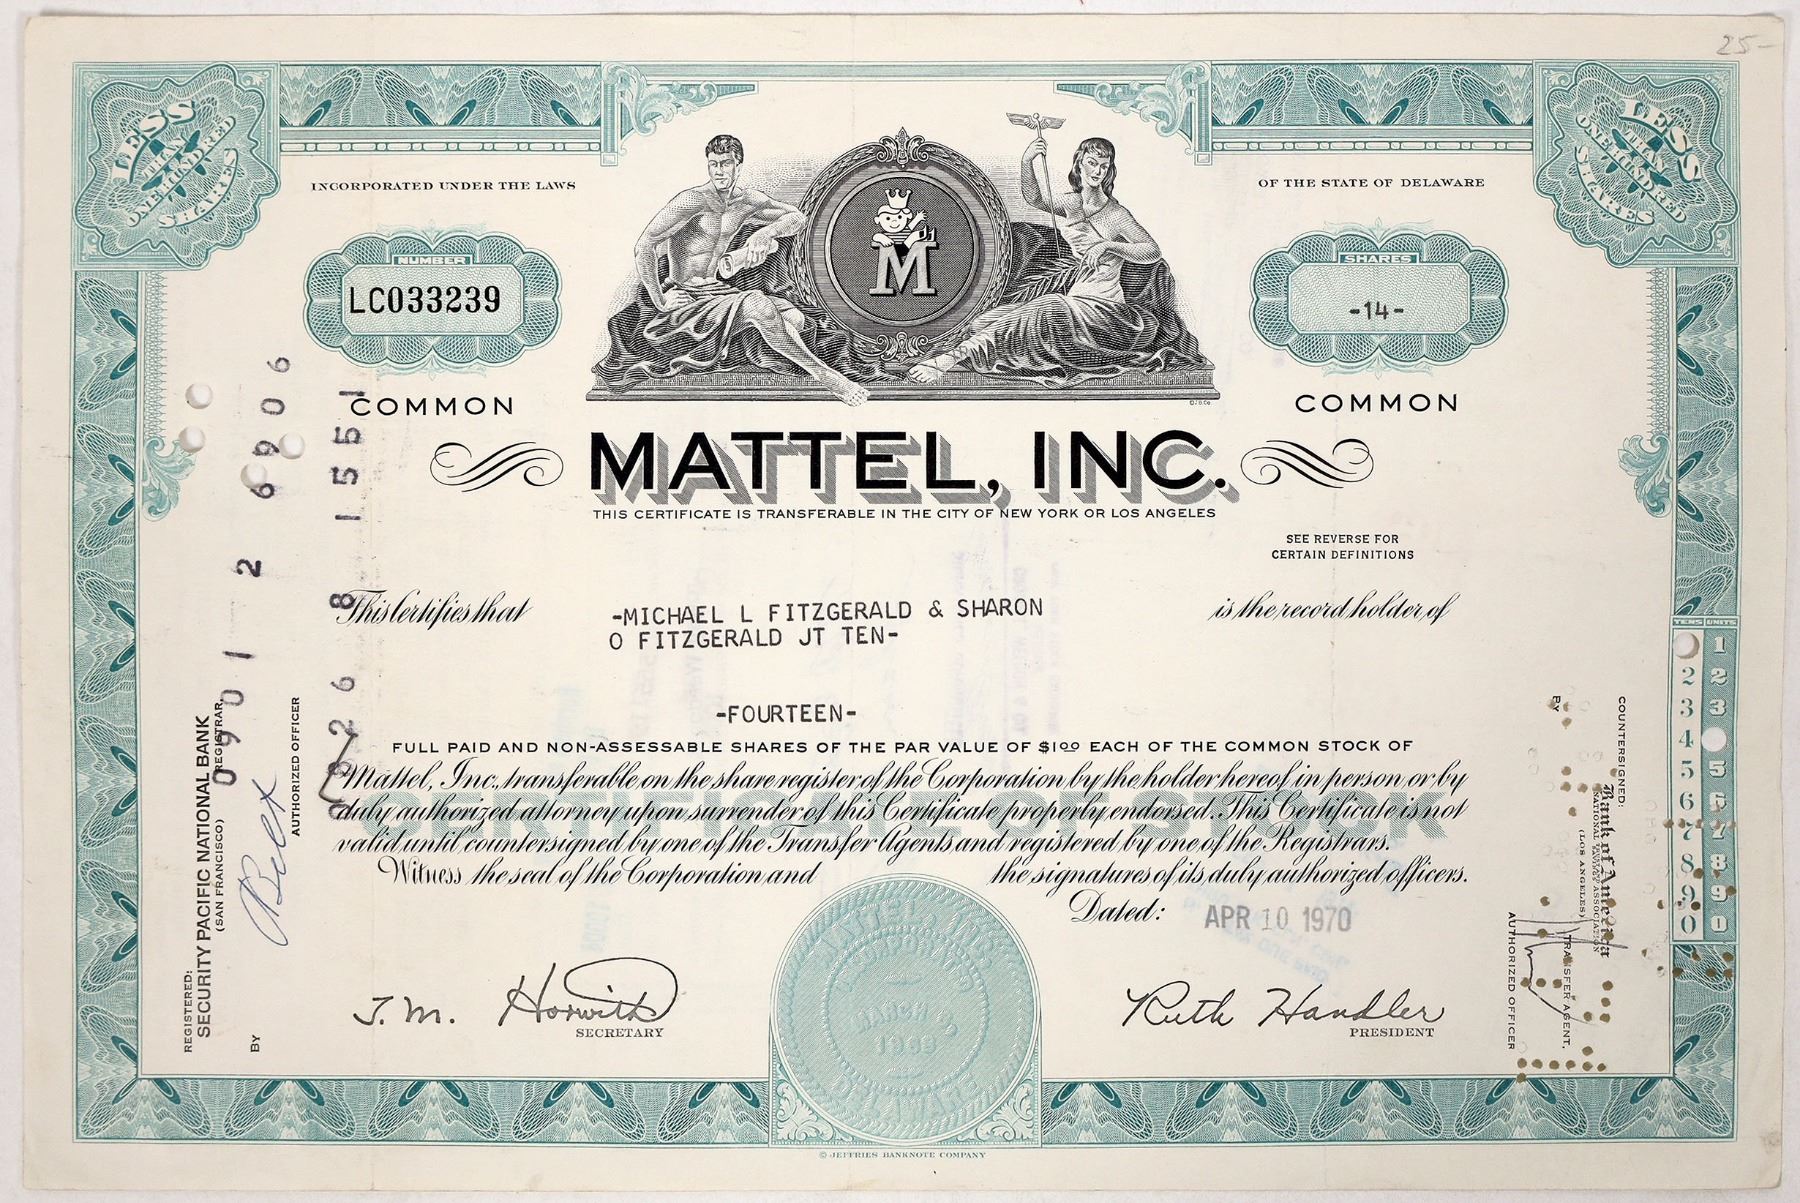 25-
LESS
THAN
ONE HUNDRED
SHARES
LESS
THAN
ONE HUNDRED
SHARES
INCORPORATED UNDER THE LAWS
OF THE STATE OF DELAWARE
M
NUMBER
LC033239
SHARES
-14-
COMMON
COMMON
MATTEL, INC.
THIS CERTIFICATE IS TRANSFERABLE IN THE CITY OF NEW YORK OR LOS ANGELES
SEE REVERSE FOR
CERTAIN DEFINITIONS
This Certifies that
-MICHAEL L FITZGERALD & SHARON
O FITZGERALD JT TEN-
is the record holder of
-FOURTEEN-
FULL PAID AND NON-ASSESSABLE SHARES OF THE PAR VALUE OF $1.00 EACH OF THE COMMON STOCK OF
Mattel, Inc., transferable on the share register of the Corporation by the holder hereof in person or by
duly authorized attorney upon surrender of this Certificate properly endorsed. This Certificate is not
valid until countersigned by one of the Transfer Agents and registered by one of the Registrars.
Witness the seal of the Corporation and the signatures of its duly authorized officers.
Dated: APR 10 1970
J. M. Horwith
SECRETARY
Ruth Handler
PRESIDENT
MARCH
1968
DELAWARE
© JEFFRIES BANKNOTE COMPANY
REGISTERED:
SECURITY PACIFIC NATIONAL BANK
(SAN FRANCISCO) REGISTRAR,
BY
AUTHORIZED OFFICER
0901 2 6906
26 8 1551
TENS UNITS
1
2 2
3 3
4
5 5
6 6
7 7
8 8
9 9
0 0
COUNTERSIGNED:
Bank of America
NATIONAL TRUST AND SAVINGS ASSOCIATION
(LOS ANGELES) TRANSFER AGENT,
BY
AUTHORIZED OFFICER